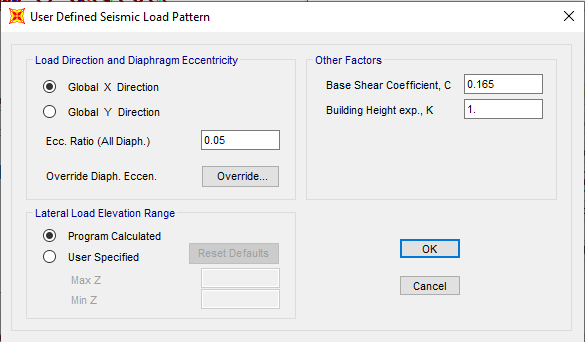 User Defined Seismic Load Pattern
Load Direction and Diaphragm Eccentricity
Global X Direction
Global Y Direction
Ecc. Ratio (All Diaph.) 0.05
Override Diaph. Eccen. Override...
Other Factors
Base Shear Coefficient, C 0.165
Building Height exp., K 1.
Lateral Load Elevation Range
Program Calculated
User Specified Reset Defaults
Max Z
Min Z
OK
Cancel